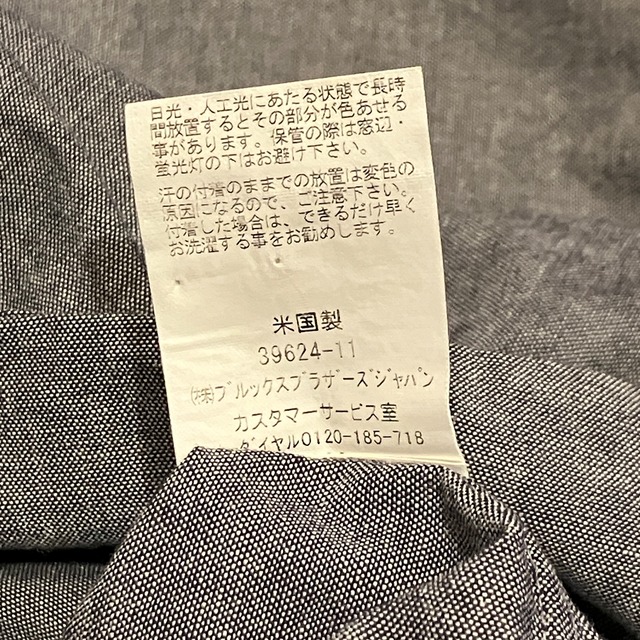 日光・人工光にあたる状態で長時
間放置するとその部分が色あせる
事があります。保管の際は窓辺・
蛍光灯の下はお避け下さい。
汗の付着のままでの放置は変色の
原因になるので、ご注意下さい。
付着した場合は、できるだけ早く
お洗濯する事をお勧めします。
米国製
39624-11
(株)ブルックスブラザーズジャパン
カスタマーサービス室
ダイヤル0120-185-718